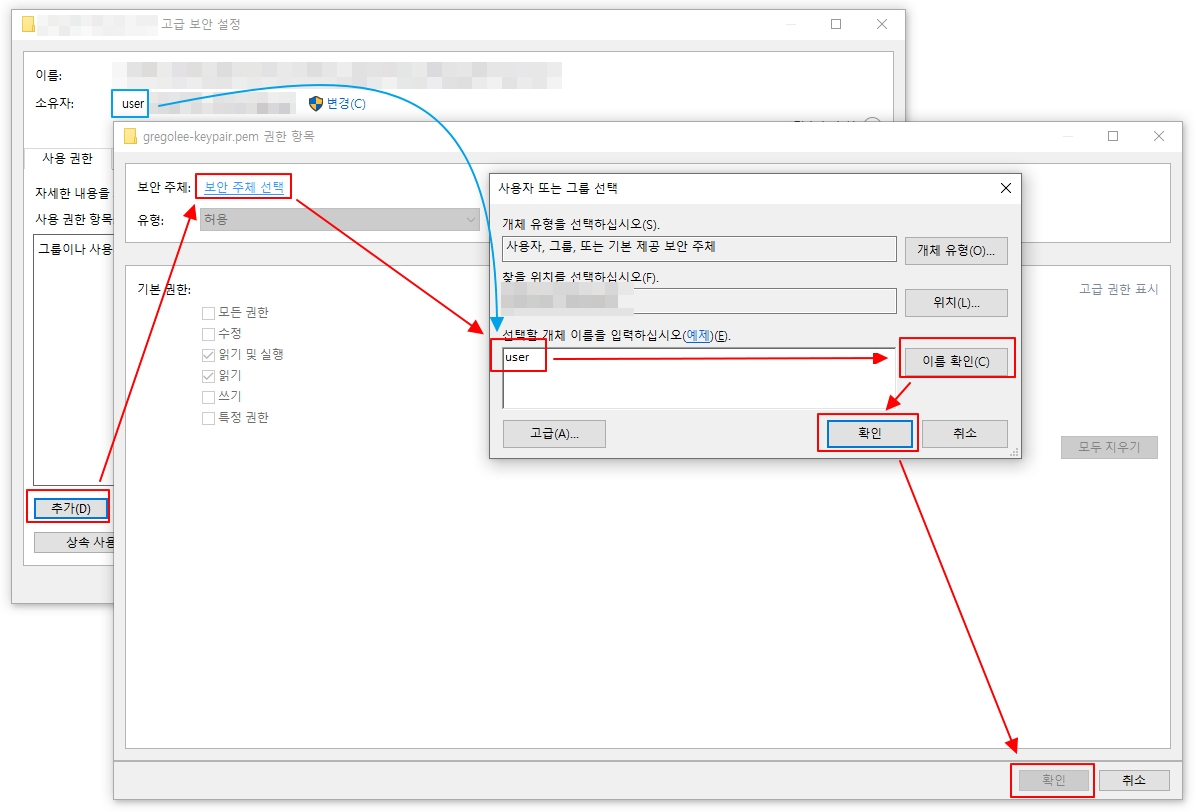 고급 보안 설정
이름:
소유자:
user
변경(C)
gregolee-keypair.pem 권한 항목
사용 권한
자세한 내용을
사용 권한 항목
그룹이나 사용
추가(D)
상속 사용
보안 주체:
보안 주체 선택
유형:
허용
기본 권한:
모든 권한
수정
읽기 및 실행
읽기
쓰기
특정 권한
고급 권한 표시
모두 지우기
사용자 또는 그룹 선택
개체 유형을 선택하십시오(S).
사용자, 그룹, 또는 기본 제공 보안 주체
개체 유형(O)...
찾을 위치를 선택하십시오(F).
위치(L)...
선택할 개체 이름을 입력하십시오(예제)(E).
user
이름 확인(C)
고급(A)...
확인
취소
확인
취소